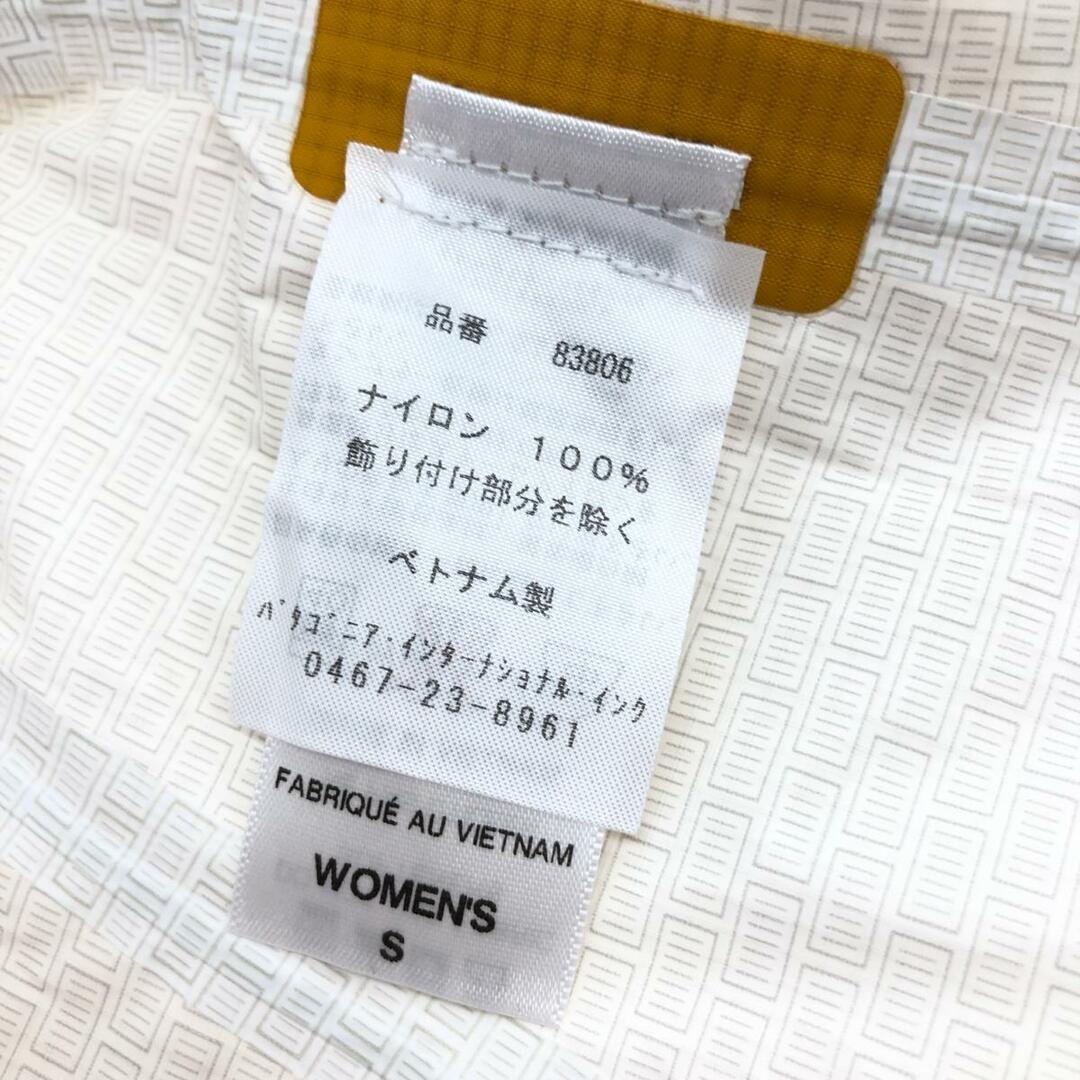 品番 83806
ナイロン 100%
飾り付け部分を除く
ベトナム製
パタゴニア・インターナショナル・インク
0467-23-8961
FABRIQUÉ AU VIETNAM
WOMEN'S
S